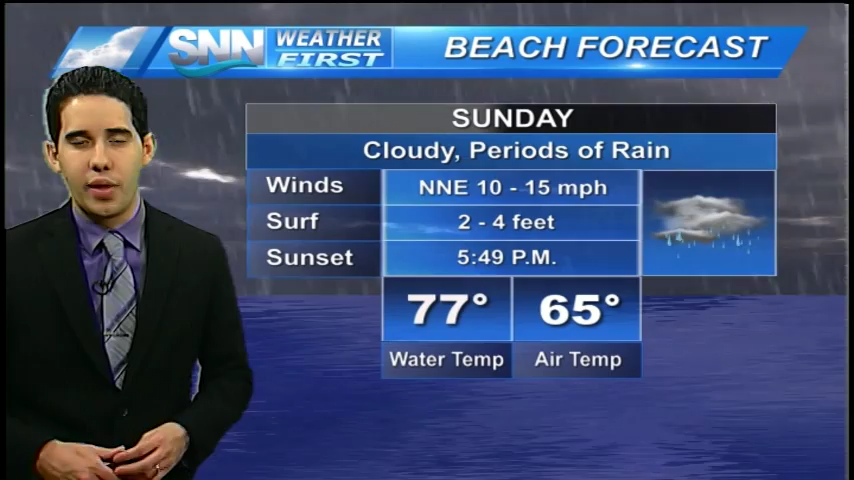 SNN WEATHER FIRST
BEACH FORECAST
SUNDAY
Cloudy, Periods of Rain
Winds NNE 10 - 15 mph
Surf 2 - 4 feet
Sunset 5:49 P.M.
77° 65°
Water Temp Air Temp